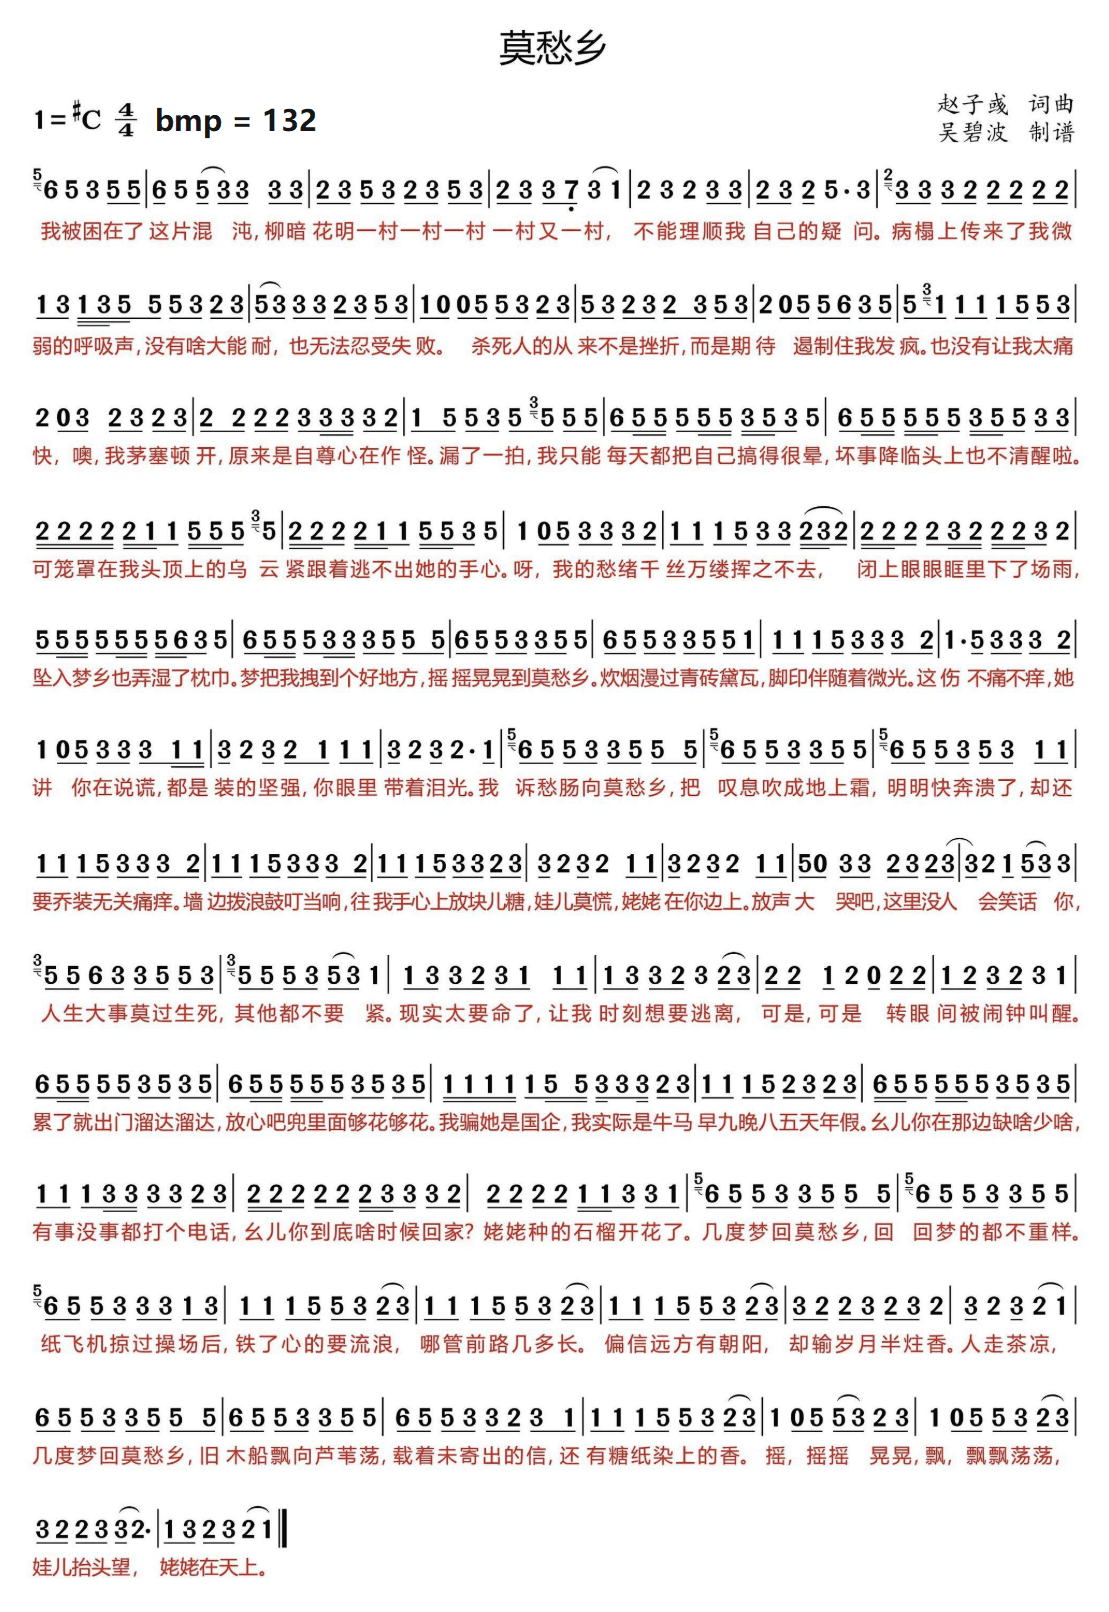 莫愁乡
赵子彧 词曲
1=#C 4/4 bmp = 132
吴碧波 制谱
5 6 5 3 5 5|6 5 5 3 3 3 3|2 3 5 3 2 3 5 3|2 3 3 7 3 1|2 3 2 3 3|2 3 2 5·3|2 3 3 3 2 2 2 2 2|
我被困在了 这片混 沌,柳暗 花明一村一村一村 一村又一村, 不能理顺我 自己的疑 问。病榻上传来了我微
1 3 1 3 5 5 5 3 2 3|5 3 3 3 2 3 5 3|1 0 0 5 5 3 2 3|5 3 2 3 2 3 5 3|2 0 5 5 6 3 5|5 3 1 1 1 1 5 5 3|
弱的呼吸声,没有啥大能 耐, 也无法忍受失 败。 杀死人的从 来不是挫折,而是期 待 遏制住我发 疯。也没有让我太痛
2 0 3 2 3 2 3|2 2 2 2 3 3 3 3 2|1 5 5 3 5 3 5 5 5|6 5 5 5 5 5 3 5 3 5|6 5 5 5 5 5 3 5 5 3 3|
快, 噢,我茅塞顿 开,原来是自尊心在作 怪。漏了一拍,我只能 每天都把自己搞得很晕,坏事降临头上也不清醒啦。
2 2 2 2 2 1 1 5 5 5 3 5|2 2 2 2 1 1 5 5 3 5|1 0 5 3 3 3 2|1 1 1 5 3 3 2 3 2|2 2 2 2 3 2 2 2 3 2|
可笼罩在我头顶上的乌 云 紧跟着逃不出她的手心。呀, 我的愁绪千 丝万缕挥之不去, 闭上眼眼眶里下了场雨,
5 5 5 5 5 5 5 5 6 3 5|6 5 5 5 3 3 3 5 5 5|6 5 5 3 3 5 5|6 5 5 3 3 5 5 1|1 1 1 5 3 3 3 2|1·5 3 3 3 2|
坠入梦乡也弄湿了枕巾。梦把我拽到个好地方,摇 摇晃晃到莫愁乡。炊烟漫过青砖黛瓦,脚印伴随着微光。这 伤 不痛不痒,她
1 0 5 3 3 3 1 1|3 2 3 2 1 1 1|3 2 3 2·1|5 6 5 5 3 3 5 5 5|5 6 5 5 3 3 5 5|5 6 5 5 3 5 3 1 1|
讲 你在说谎,都是 装的坚强,你眼里 带着泪光。我 诉愁肠向莫愁乡,把 叹息吹成地上霜, 明明快奔溃了,却还
1 1 1 5 3 3 3 2|1 1 1 5 3 3 3 2|1 1 1 5 3 3 2 3|3 2 3 2 1 1|3 2 3 2 1 1|5 0 3 3 2 3 2 3|3 2 1 5 3 3|
要乔装无关痛痒。墙 边拨浪鼓叮当响,往 我手心上放块儿糖,娃儿莫慌,姥姥 在你边上。放声大 哭吧,这里没人 会笑话 你,
3 5 5 6 3 3 5 5 3|3 5 5 5 3 5 3 1|1 3 3 2 3 1 1 1|1 3 3 2 3 2 3|2 2 1 2 0 2 2|1 2 3 2 3 1|
人生大事莫过生死,其他都不要 紧。现实太要命了,让我 时刻想要逃离, 可是,可是 转眼 间被闹钟叫醒。
6 5 5 5 5 3 5 3 5|6 5 5 5 5 5 3 5 3 5|1 1 1 1 1 5 5 3 3 3 2 3|1 1 1 5 2 3 2 3|6 5 5 5 5 5 3 5 3 5|
累了就出门溜达溜达,放心吧兜里面够花够花。我骗她是国企,我实际是牛马 早九晚八五天年假。幺儿你在那边缺啥少啥,
1 1 1 3 3 3 3 2 3|2 2 2 2 2 2 3 3 3 2|2 2 2 2 1 1 3 3 1|5 6 5 5 3 3 5 5 5|5 6 5 5 3 3 5 5|
有事没事都打个电话,幺儿你到底啥时候回家? 姥姥种的石榴开花了。几度梦回莫愁乡,回 回梦的都不重样。
5 6 5 5 3 3 3 1 3|1 1 1 5 5 3 2 3|1 1 1 5 5 3 2 3|1 1 1 5 5 3 2 3|3 2 2 3 2 3 2|3 2 3 2 1|
纸飞机掠过操场后,铁了心的要流浪, 哪管前路几多长。 偏信远方有朝阳, 却输岁月半炷香。人走茶凉,
6 5 5 3 3 5 5 5|6 5 5 3 3 5 5|6 5 5 3 3 2 3 1|1 1 1 5 5 3 2 3|1 0 5 5 3 2 3|1 0 5 5 3 2 3|
几度梦回莫愁乡,旧 木船飘向芦苇荡,载着未寄出的信,还 有糖纸染上的香。 摇, 摇摇 晃晃,飘, 飘飘荡荡,
3 2 2 3 3 2·|1 3 2 3 2 1‖
娃儿抬头望, 姥姥在天上。